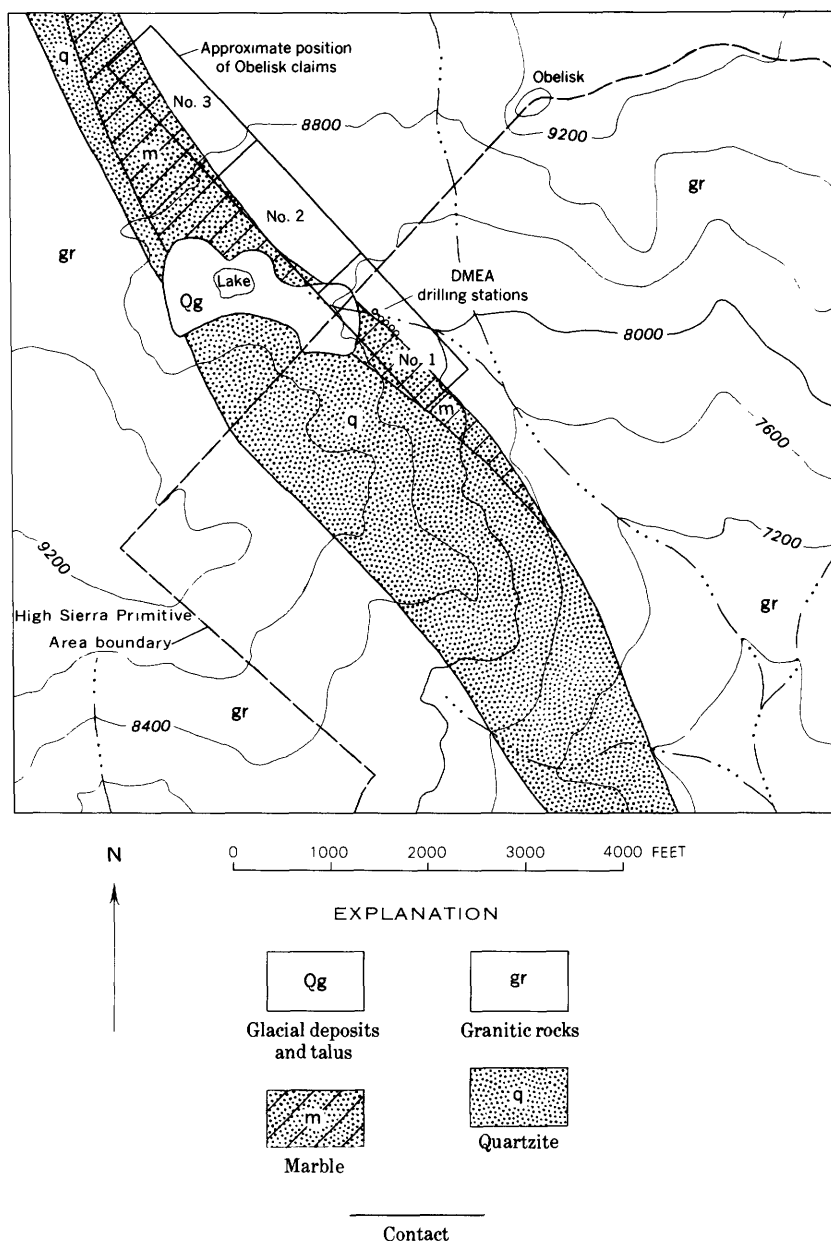 Approximate position
of Obelisk claims
Obelisk
q
No. 3
8800
9200
m
gr
No. 2
gr
Lake
DMEA
drilling stations
Qg
8000
No. 1
m
q
7600
9200
7200
High Sierra Primitive
Area boundary
gr
gr
8400
N
0 1000 2000 3000 4000 FEET
EXPLANATION
Qg
gr
Glacial deposits
and talus
Granitic rocks
m
q
Marble
Quartzite
Contact